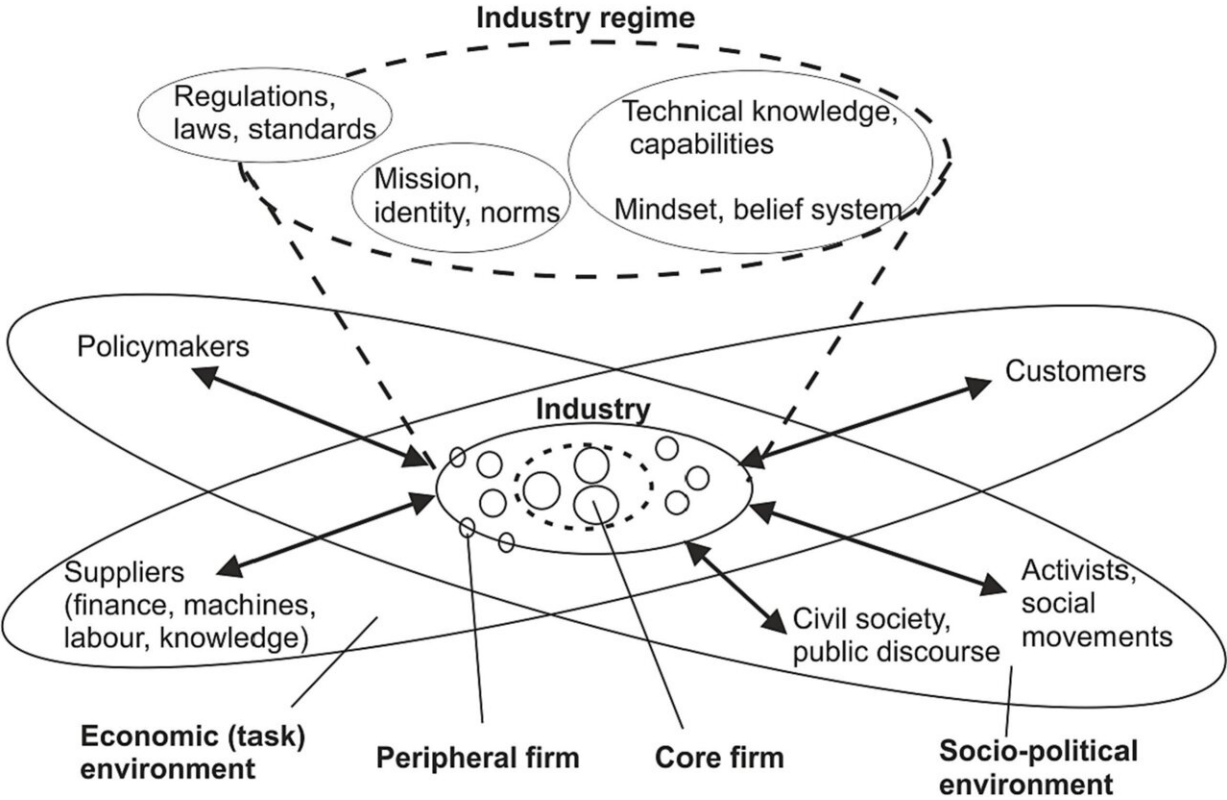 Industry regime
Regulations,
laws, standards
Technical knowledge,
capabilities
Mission,
identity, norms
Mindset, belief system
Policymakers
Customers
Industry
Suppliers
(finance, machines,
labour, knowledge)
Activists,
social
movements
Civil society,
public discourse
Economic (task)
environment
Peripheral firm
Core firm
Socio-political
environment